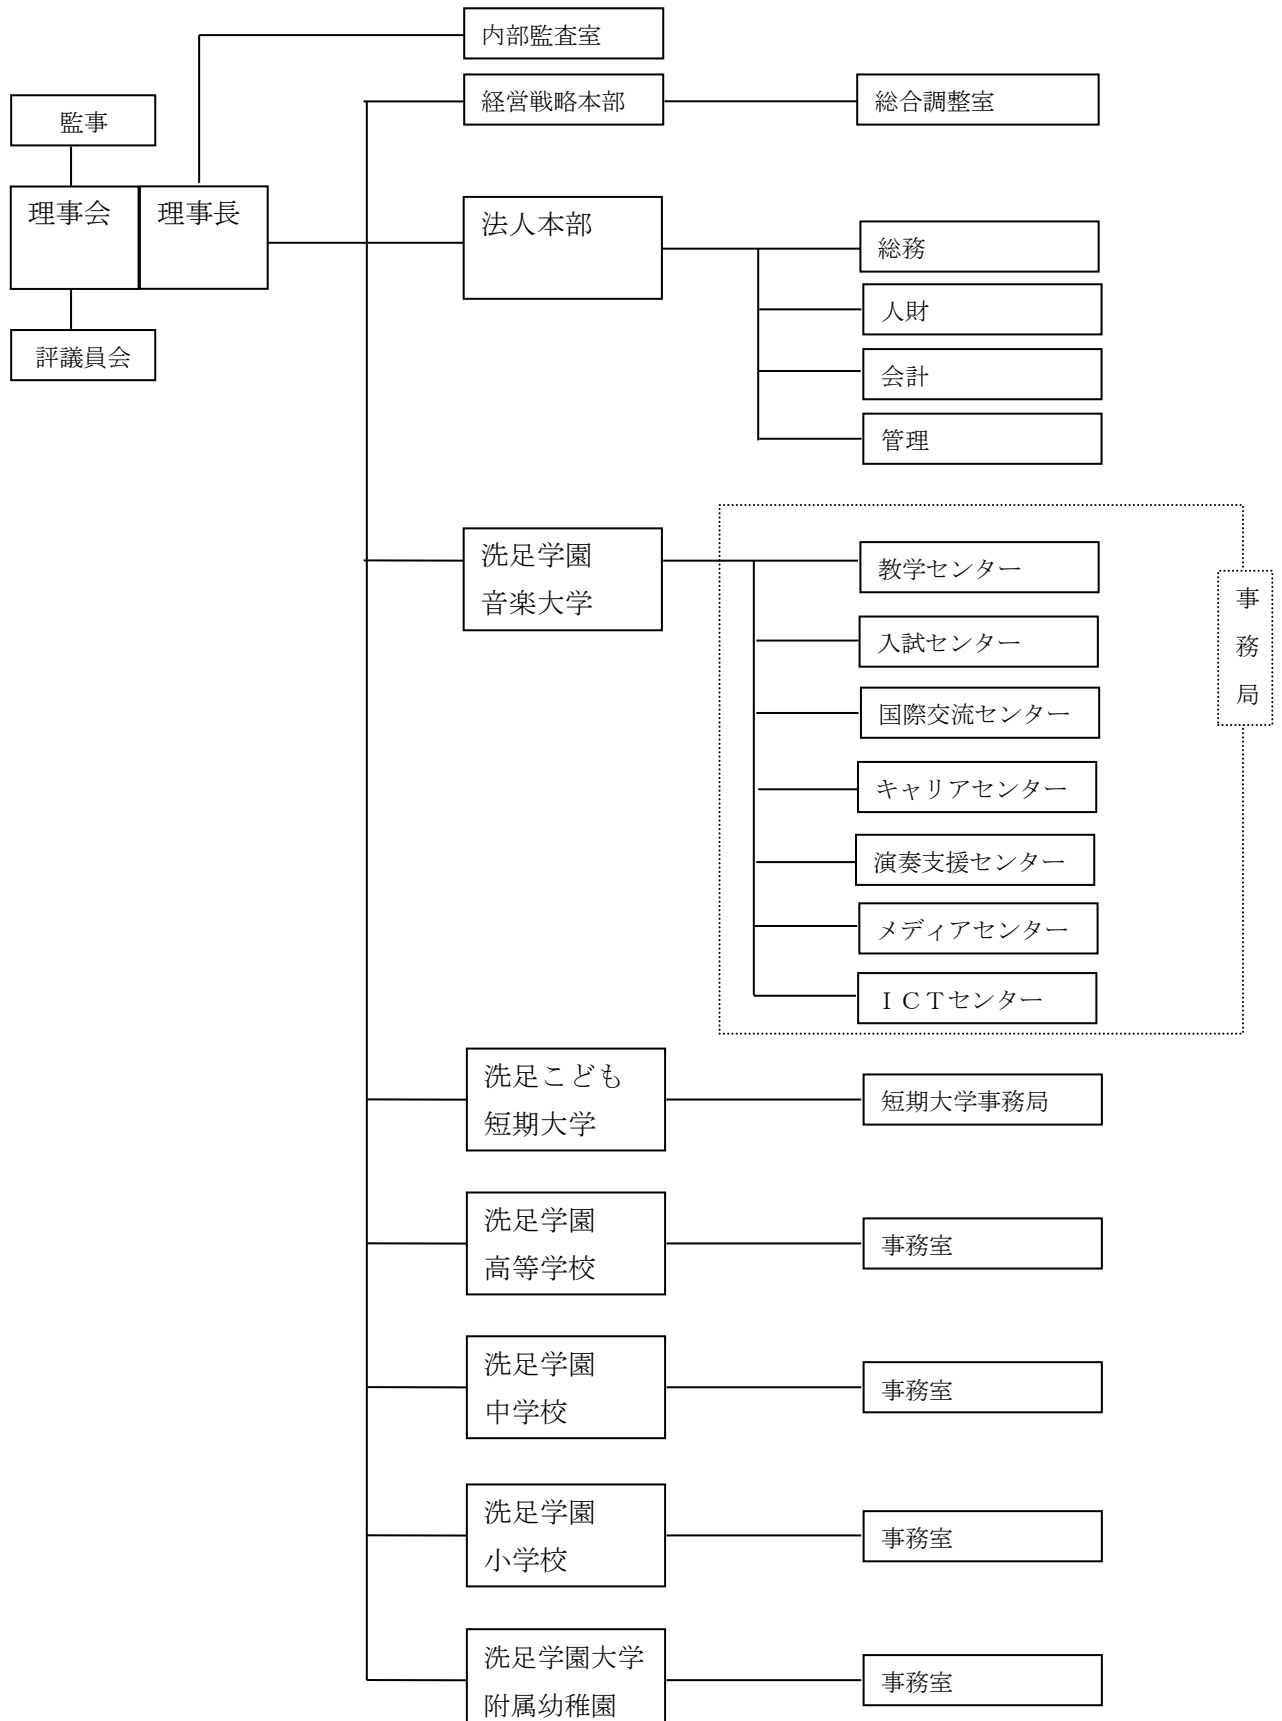 内部監査室
経営戦略本部
総合調整室
監事
理事会
理事長
評議員会
法人本部
総務
人財
会計
管理
洗足学園
音楽大学
教学センター
入試センター
国際交流センター
キャリアセンター
演奏支援センター
メディアセンター
ＩＣＴセンター
事
務
局
洗足こども
短期大学
短期大学事務局
洗足学園
高等学校
事務室
洗足学園
中学校
事務室
洗足学園
小学校
事務室
洗足学園大学
附属幼稚園
事務室